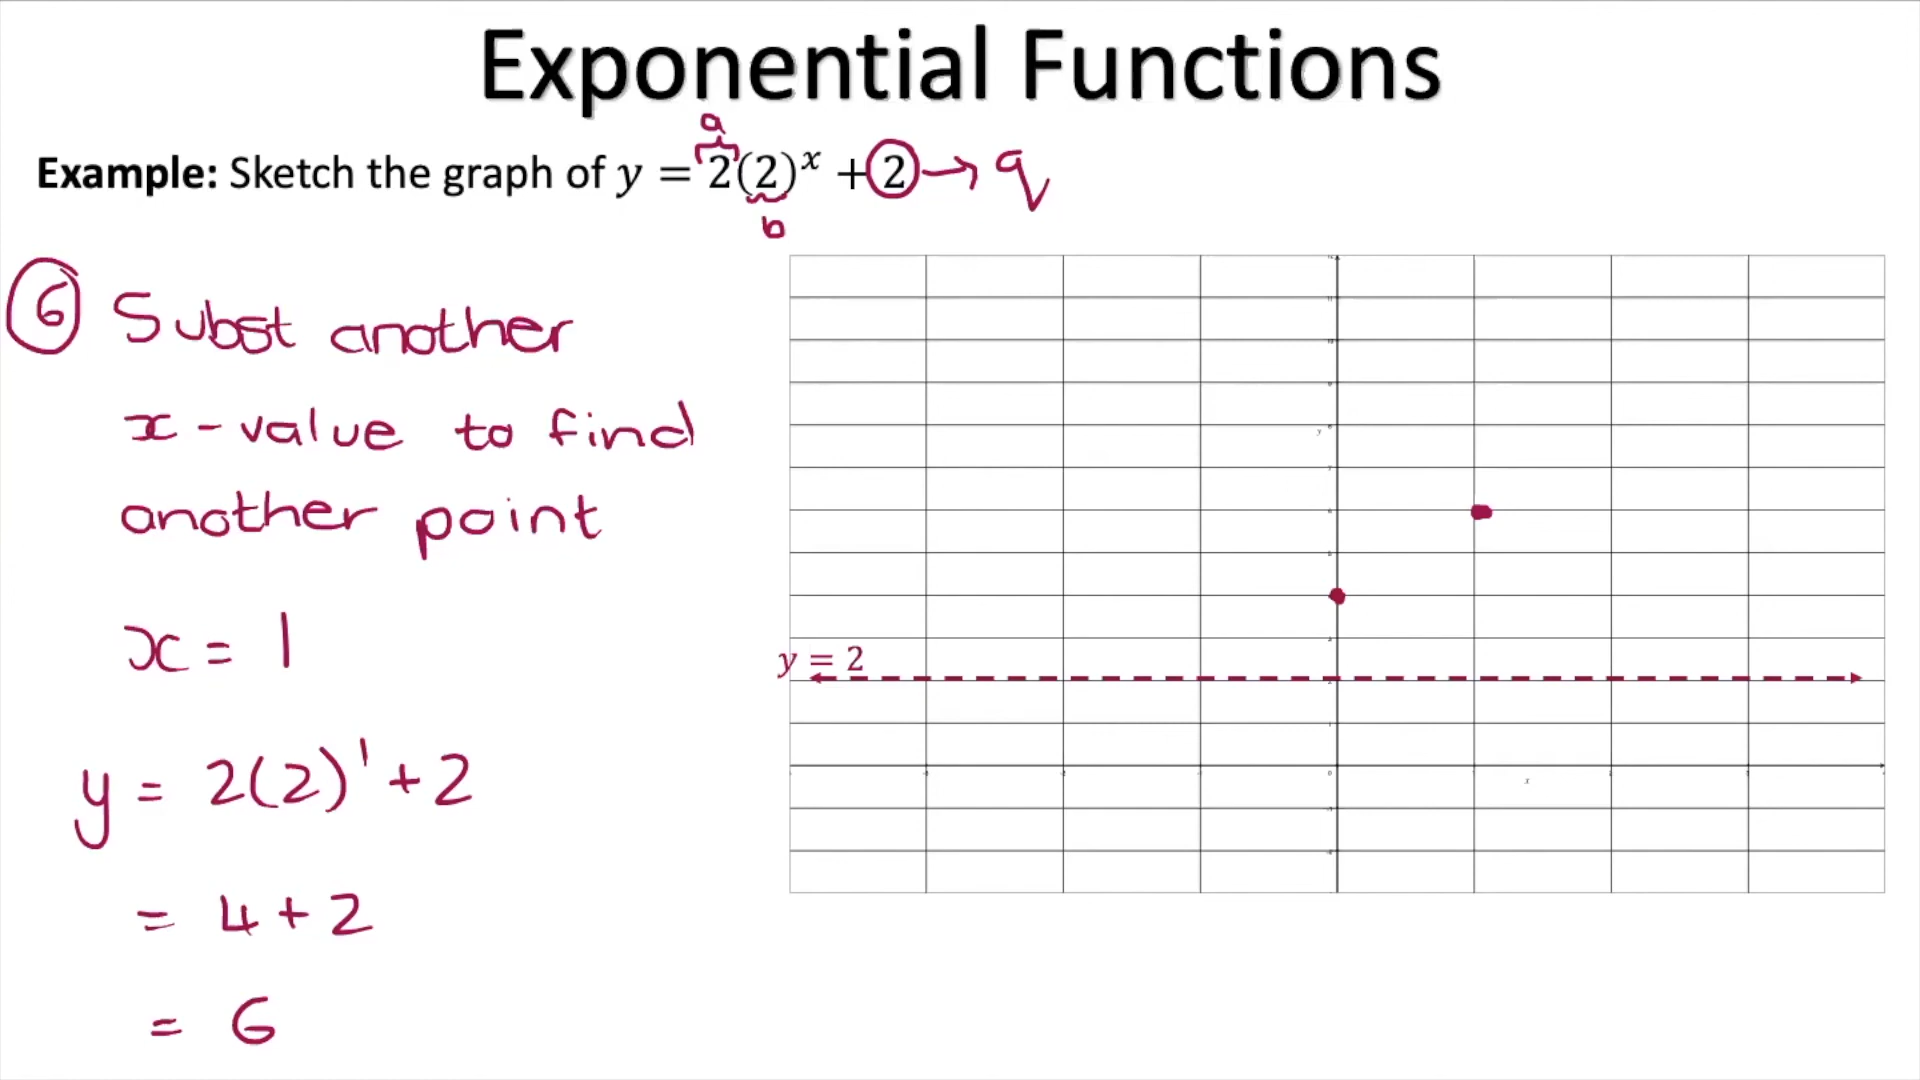 Exponential Functions
a
Example: Sketch the graph of y = 2(2)ˣ + 2 → q
b
6 Subst another
x - value to find
another point
x = 1
y = 2(2)¹ + 2
= 4 + 2
= 6
y = 2
y
x